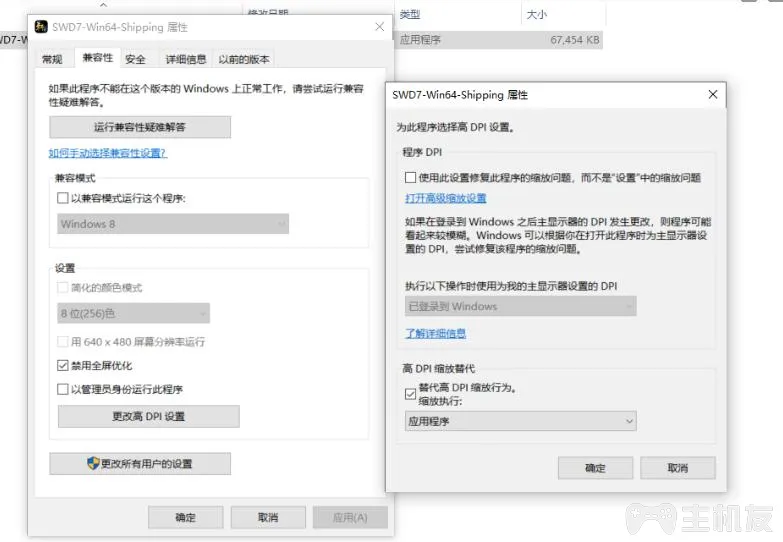 修改日期
类型
大小
WD7-W
应用程序
67,454 KB
SWD7-Win64-Shipping 属性
常规
兼容性
安全
详细信息
以前的版本
如果此程序不能在这个版本的 Windows 上正常工作，请尝试运行兼容
性疑难解答。
运行兼容性疑难解答
如何手动选择兼容性设置?
兼容模式
以兼容模式运行这个程序:
Windows 8
设置
简化的颜色模式
8 位(256)色
用 640 x 480 屏幕分辨率运行
禁用全屏优化
以管理员身份运行此程序
更改高 DPI 设置
更改所有用户的设置
确定
取消
应用(A)
SWD7-Win64-Shipping 属性
为此程序选择高 DPI 设置。
程序 DPI
使用此设置修复此程序的缩放问题，而不是"设置"中的缩放问题
打开高级缩放设置
如果在登录到 Windows 之后主显示器的 DPI 发生更改，则程序可能
看起来较模糊。Windows 可以根据你在打开此程序时为主显示器设
置的 DPI，尝试修复该程序的缩放问题。
执行以下操作时使用为我的主显示器设置的 DPI
已登录到 Windows
了解详细信息
高 DPI 缩放替代
替代高 DPI 缩放行为。
缩放执行:
应用程序
确定
取消
主机友